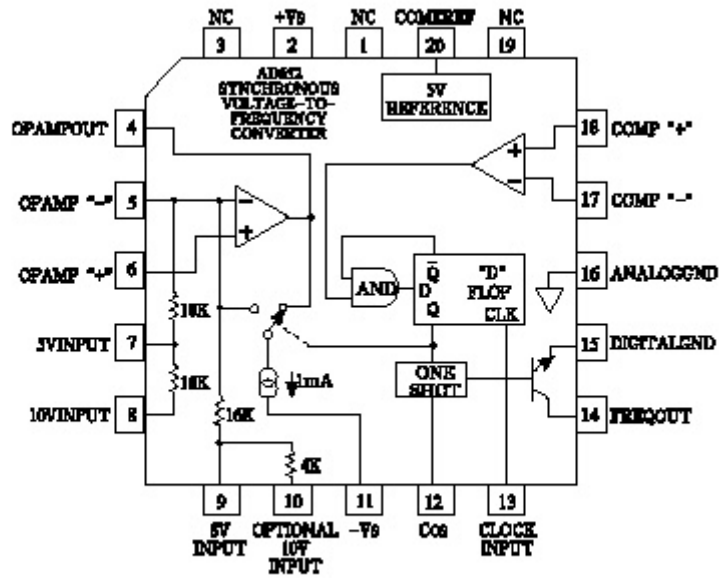 NC +Vs NC COMPREF NC
3 2 1 20 19
AD652
SYNCHRONOUS
VOLTAGE-TO-
FREQUENCY
CONVERTER
5V
REFERENCE
OPAMPOUT 4
18 COMP "+"
OPAMP "-" 5
17 COMP "-"
OPAMP "+" 6
16 ANALOGGND
AND
Q "D"
D FLOP
Q CLK
10K
5VINPUT 7
15 DIGITALGND
ONE
SHOT
10K
1mA
10VINPUT 8
16K
14 FREQOUT
4K
9 10 11 12 13
8V OPTIONAL -Vs Cos CLOCK
INPUT 10V INPUT
INPUT
+
-
-
+